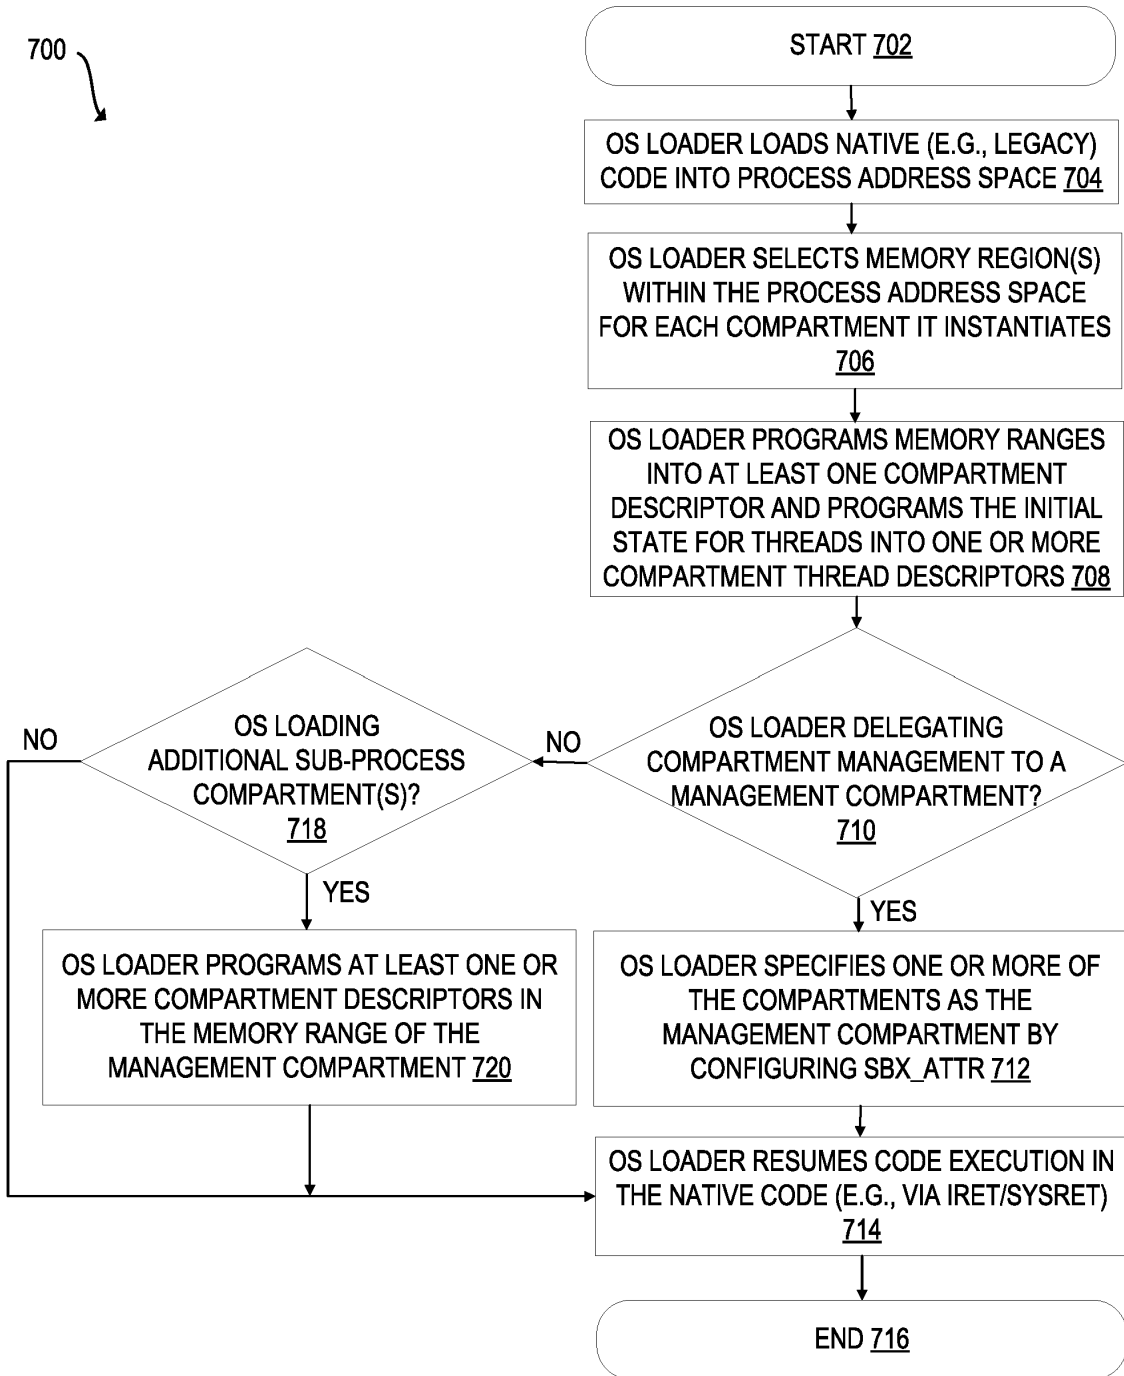 700
START 702
OS LOADER LOADS NATIVE (E.G., LEGACY)
CODE INTO PROCESS ADDRESS SPACE 704
OS LOADER SELECTS MEMORY REGION(S)
WITHIN THE PROCESS ADDRESS SPACE
FOR EACH COMPARTMENT IT INSTANTIATES
706
OS LOADER PROGRAMS MEMORY RANGES
INTO AT LEAST ONE COMPARTMENT
DESCRIPTOR AND PROGRAMS THE INITIAL
STATE FOR THREADS INTO ONE OR MORE
COMPARTMENT THREAD DESCRIPTORS 708
OS LOADER DELEGATING
COMPARTMENT MANAGEMENT TO A
MANAGEMENT COMPARTMENT?
710
NO
OS LOADING
ADDITIONAL SUB-PROCESS
COMPARTMENT(S)?
718
NO
YES
OS LOADER PROGRAMS AT LEAST ONE OR
MORE COMPARTMENT DESCRIPTORS IN
THE MEMORY RANGE OF THE
MANAGEMENT COMPARTMENT 720
YES
OS LOADER SPECIFIES ONE OR MORE OF
THE COMPARTMENTS AS THE
MANAGEMENT COMPARTMENT BY
CONFIGURING SBX_ATTR 712
OS LOADER RESUMES CODE EXECUTION IN
THE NATIVE CODE (E.G., VIA IRET/SYSRET)
714
END 716